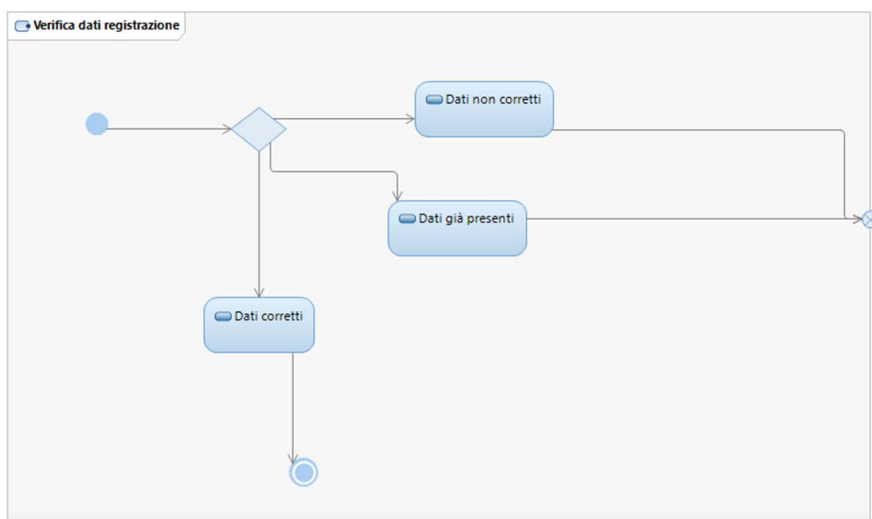 Verifica dati registrazione
Dati non corretti
Dati già presenti
Dati corretti